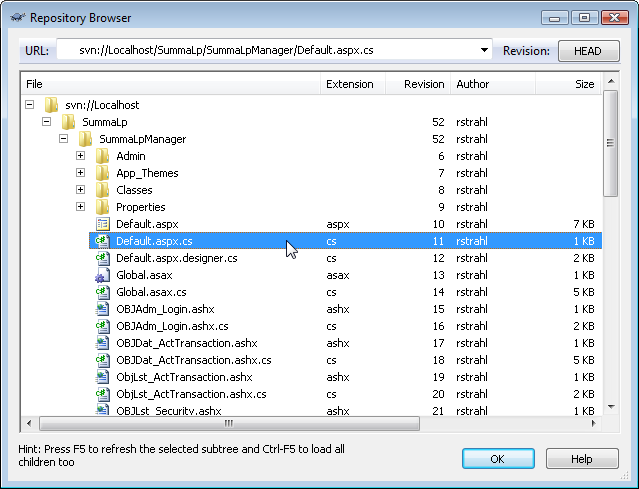 Repository Browser
URL: svn://Localhost/SummaLp/SummaLpManager/Default.aspx.cs Revision: HEAD
File Extension Revision Author Size
svn://Localhost
SummaLp 52 rstrahl
SummaLpManager 52 rstrahl
Admin 6 rstrahl
App_Themes 7 rstrahl
Classes 8 rstrahl
Properties 9 rstrahl
Default.aspx aspx 10 rstrahl 7 KB
Default.aspx.cs cs 11 rstrahl 1 KB
Default.aspx.designer.cs cs 12 rstrahl 2 KB
Global.asax asax 13 rstrahl 1 KB
Global.asax.cs cs 14 rstrahl 5 KB
OBJAdm_Login.ashx ashx 15 rstrahl 1 KB
OBJAdm_Login.ashx.cs cs 16 rstrahl 2 KB
OBJDat_ActTransaction.ashx ashx 17 rstrahl 1 KB
OBJDat_ActTransaction.ashx.cs cs 18 rstrahl 5 KB
ObjLst_ActTransaction.ashx ashx 19 rstrahl 1 KB
ObjLst_ActTransaction.ashx.cs cs 20 rstrahl 2 KB
OBJLst_Security.ashx ashx 21 rstrahl 1 KB
Hint: Press F5 to refresh the selected subtree and Ctrl-F5 to load all
children too
OK Help